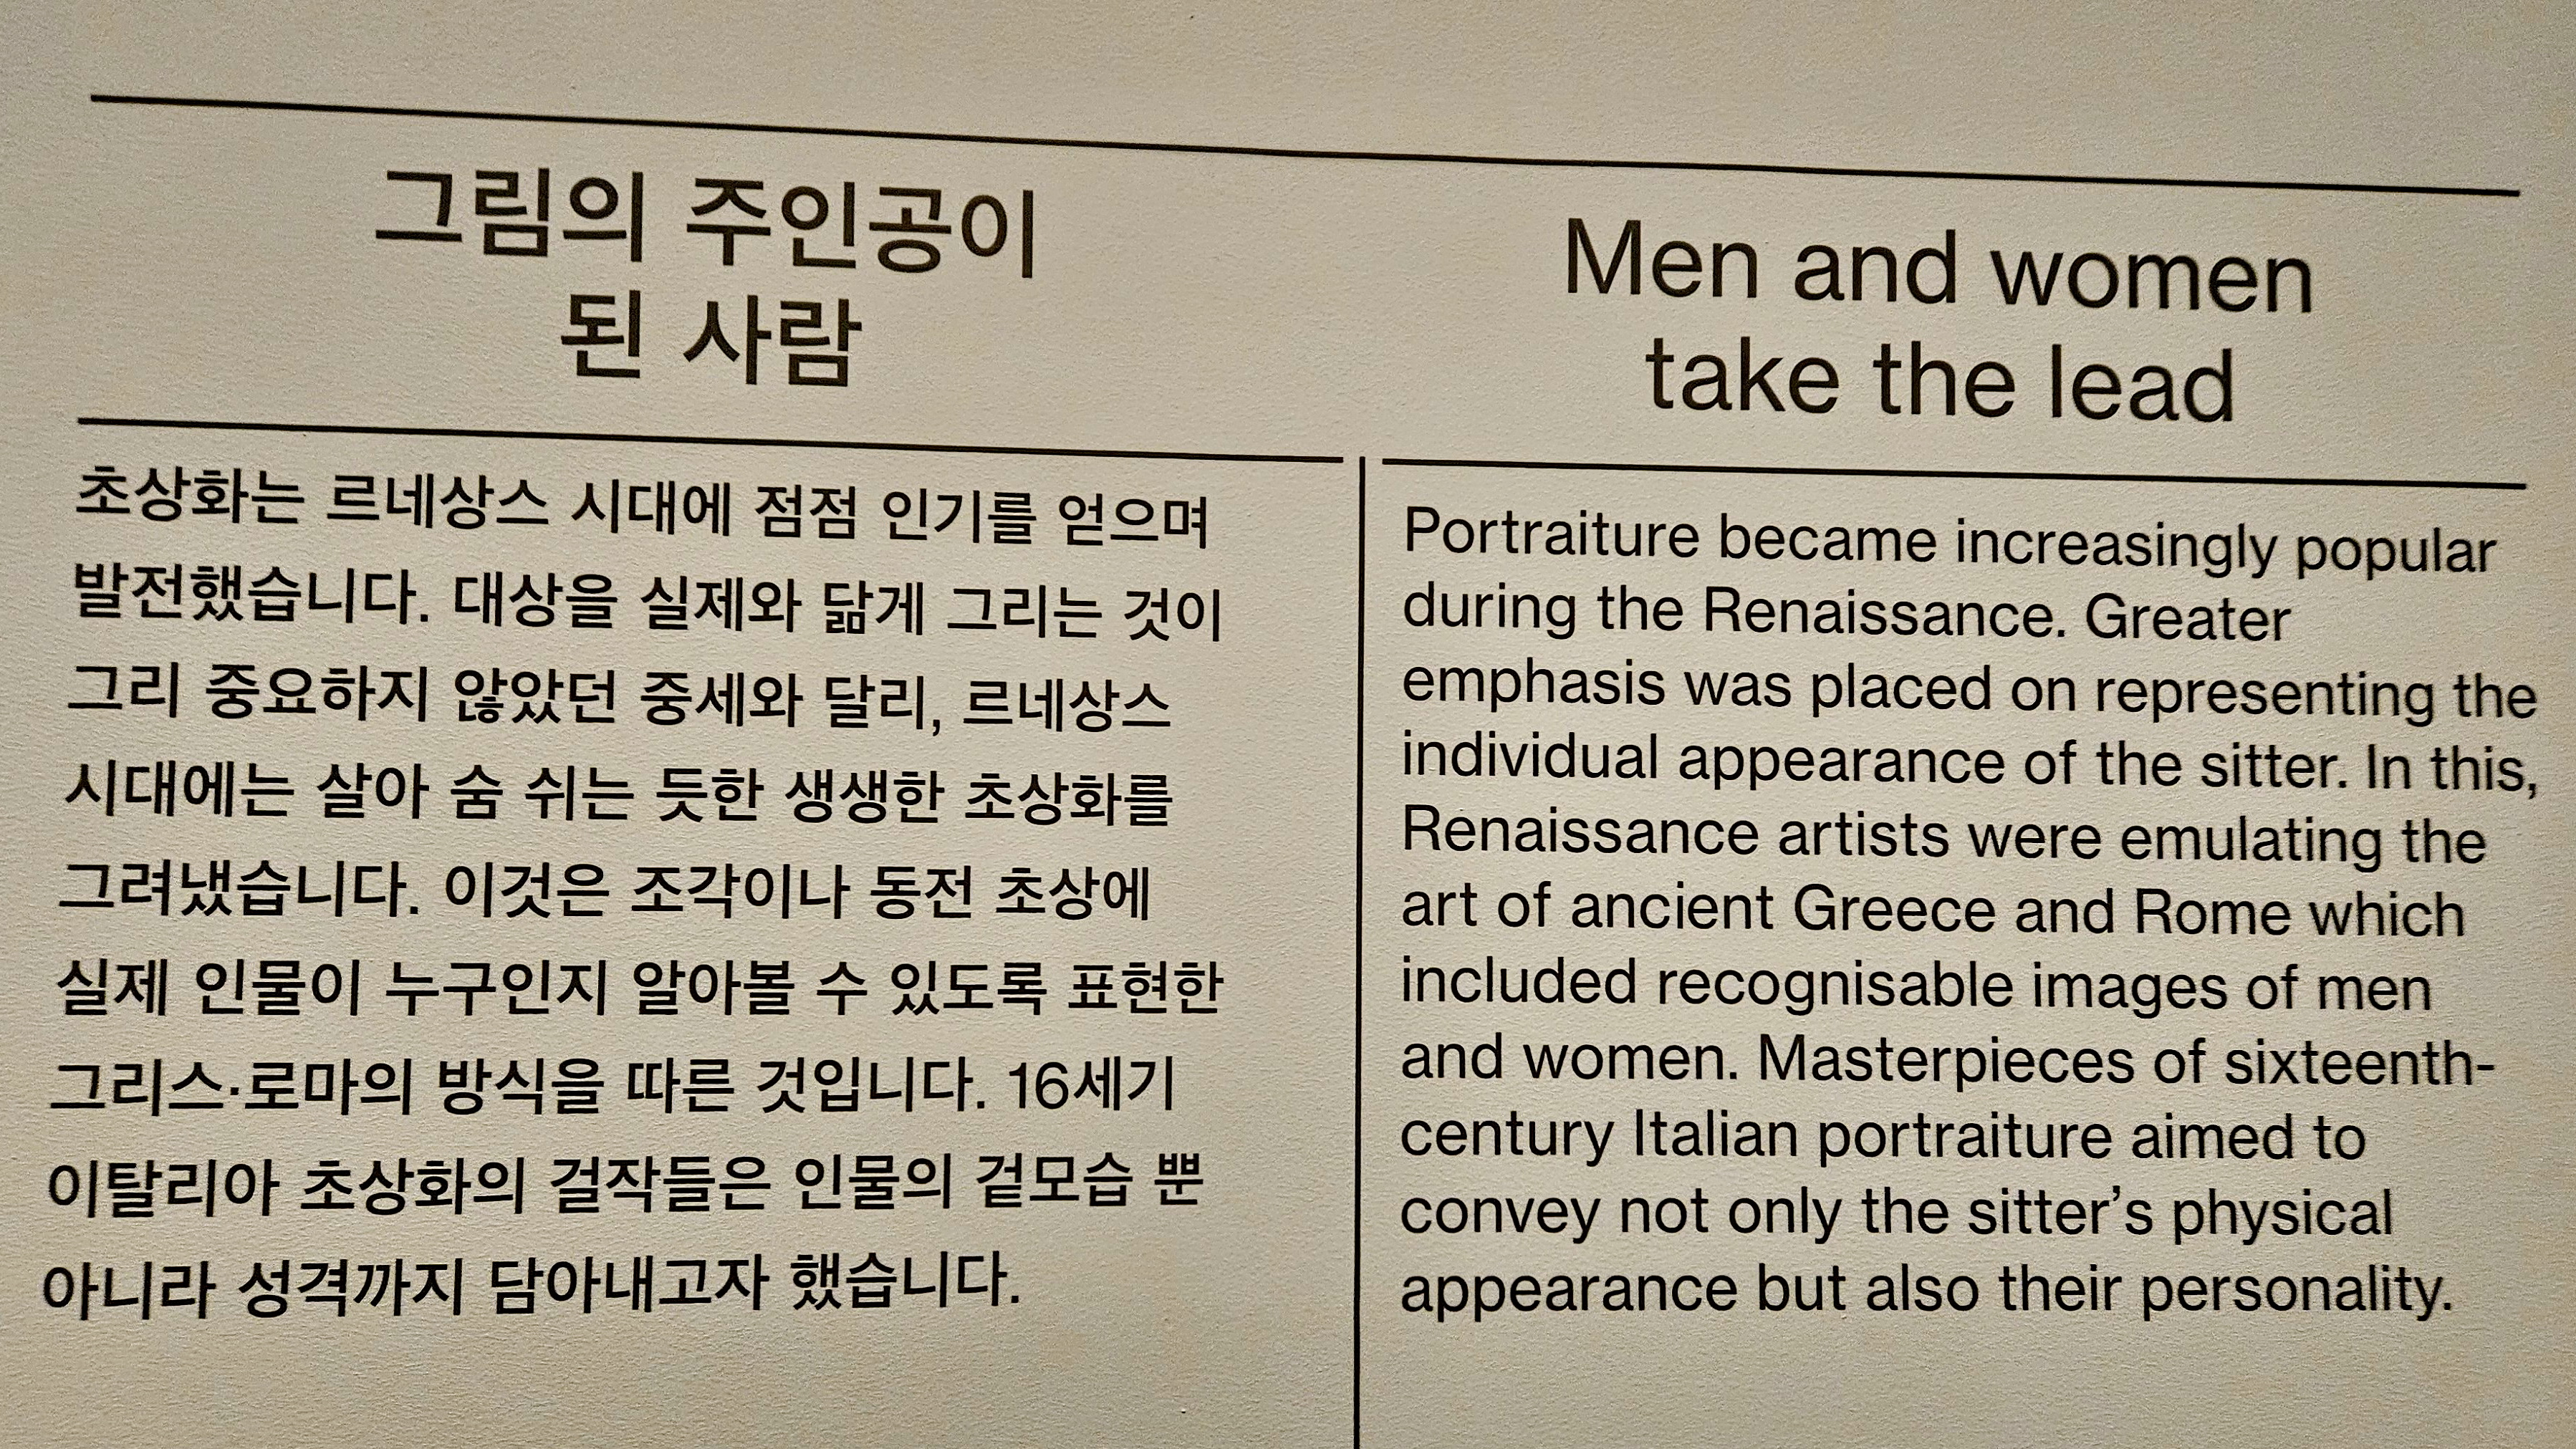 그림의 주인공이
된 사람
초상화는 르네상스 시대에 점점 인기를 얻으며
발전했습니다. 대상을 실제와 닮게 그리는 것이
그리 중요하지 않았던 중세와 달리, 르네상스
시대에는 살아 숨 쉬는 듯한 생생한 초상화를
그려냈습니다. 이것은 조각이나 동전 초상에
실제 인물이 누구인지 알아볼 수 있도록 표현한
그리스·로마의 방식을 따른 것입니다. 16세기
이탈리아 초상화의 걸작들은 인물의 겉모습 뿐
아니라 성격까지 담아내고자 했습니다.
Men and women
take the lead
Portraiture became increasingly popular
during the Renaissance. Greater
emphasis was placed on representing the
individual appearance of the sitter. In this,
Renaissance artists were emulating the
art of ancient Greece and Rome which
included recognisable images of men
and women. Masterpieces of sixteenth-
century Italian portraiture aimed to
convey not only the sitter’s physical
appearance but also their personality.